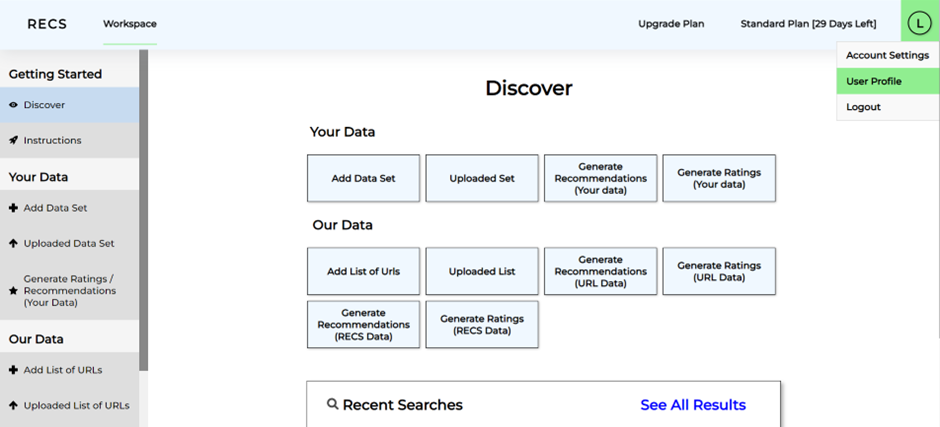 RECS
Workspace
Upgrade Plan
Standard Plan [29 Days Left]
L
Account Settings
User Profile
Logout
Getting Started
Discover
Instructions
Your Data
Add Data Set
Uploaded Data Set
Generate Ratings /
Recommendations
(Your Data)
Our Data
Add List of URLs
Uploaded List of URLs
Discover
Your Data
Add Data Set
Uploaded Set
Generate
Recommendations
(Your data)
Generate Ratings
(Your data)
Our Data
Add List of Urls
Uploaded List
Generate
Recommendations
(URL Data)
Generate Ratings
(URL Data)
Generate
Recommendations
(RECS Data)
Generate Ratings
(RECS Data)
Recent Searches
See All Results